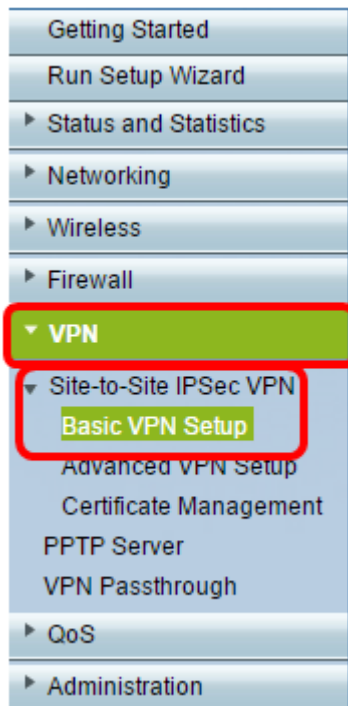 Getting Started
Run Setup Wizard
Status and Statistics
Networking
Wireless
Firewall
VPN
Site-to-Site IPSec VPN
Basic VPN Setup
Advanced VPN Setup
Certificate Management
PPTP Server
VPN Passthrough
QoS
Administration